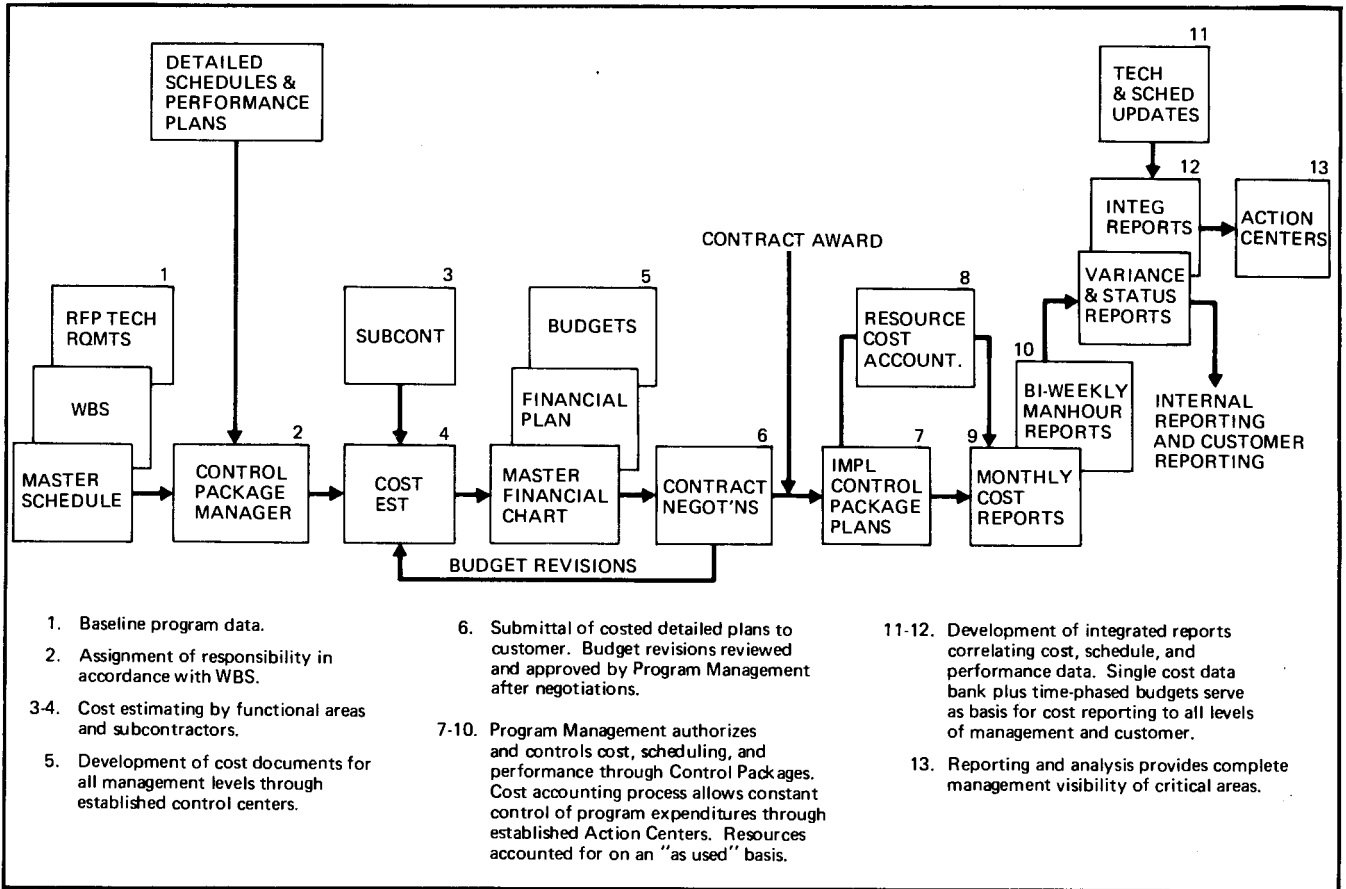 DETAILED
SCHEDULES &
PERFORMANCE
PLANS
11
TECH
& SCHED
UPDATES
12
INTEG
REPORTS
13
ACTION
CENTERS
CONTRACT AWARD
VARIANCE
& STATUS
REPORTS
1
RFP TECH
RQMTS
WBS
MASTER
SCHEDULE
2
CONTROL
PACKAGE
MANAGER
3
SUBCONT
4
COST
EST
5
BUDGETS
FINANCIAL
PLAN
MASTER
FINANCIAL
CHART
6
CONTRACT
NEGOT'NS
BUDGET REVISIONS
7
IMPL
CONTROL
PACKAGE
PLANS
8
RESOURCE
COST
ACCOUNT.
9
MONTHLY
COST
REPORTS
10
BI-WEEKLY
MANHOUR
REPORTS
INTERNAL
REPORTING
AND CUSTOMER
REPORTING
1. Baseline program data.
2. Assignment of responsibility in
accordance with WBS.
3-4. Cost estimating by functional areas
and subcontractors.
5. Development of cost documents for
all management levels through
established control centers.
6. Submittal of costed detailed plans to
customer. Budget revisions reviewed
and approved by Program Management
after negotiations.
7-10. Program Management authorizes
and controls cost, scheduling, and
performance through Control Packages.
Cost accounting process allows constant
control of program expenditures through
established Action Centers. Resources
accounted for on an "as used" basis.
11-12. Development of integrated reports
correlating cost, schedule, and
performance data. Single cost data
bank plus time-phased budgets serve
as basis for cost reporting to all levels
of management and customer.
13. Reporting and analysis provides complete
management visibility of critical areas.